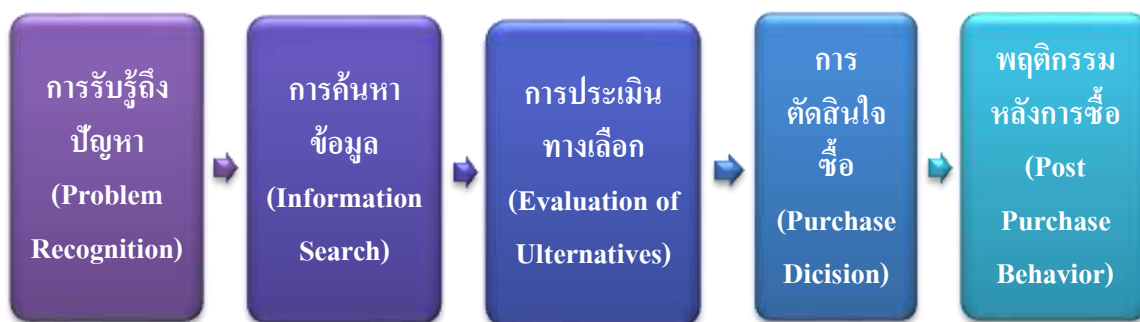 การรับรู้ถึง
ปัญหา
(Problem
Recognition)
การค้นหา
ข้อมูล
(Information
Search)
การประเมิน
ทางเลือก
(Evaluation of
Ulternatives)
การ
ตัดสินใจ
ซื้อ
(Purchase
Dicision)
พฤติกรรม
หลังการซื้อ
(Post
Purchase
Behavior)